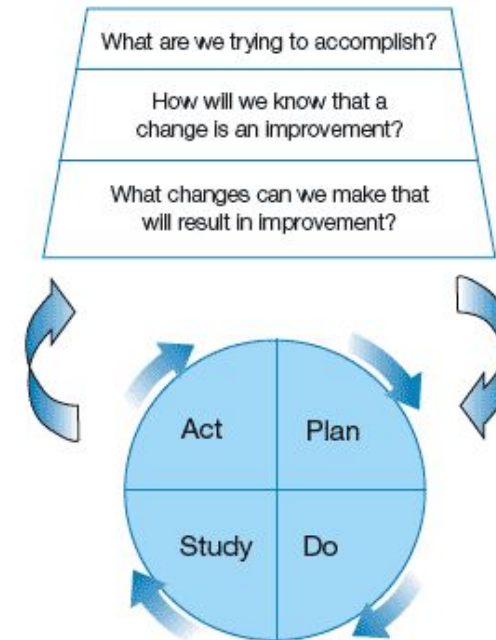 What are we trying to accomplish?
How will we know that a
change is an improvement?
What changes can we make that
will result in improvement?
Act
Plan
Study
Do